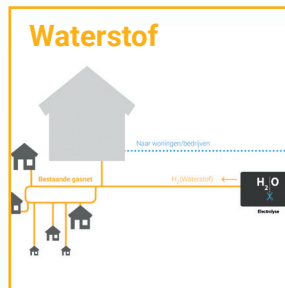 Waterstof
Naar woningen/bedrijven
Bestaande gasnet
H₂(Waterstof)
H₂O
Electrolyse